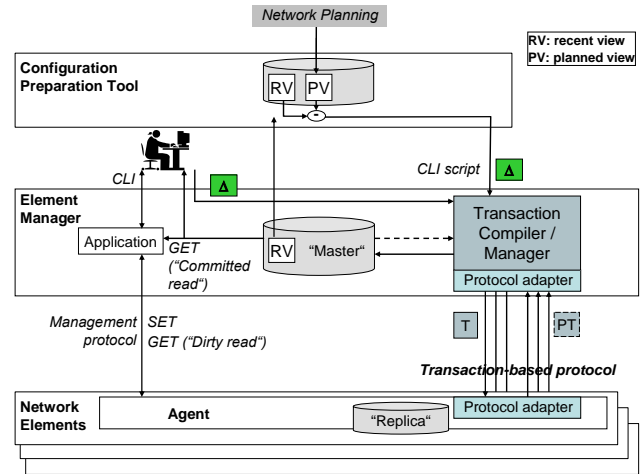 Network Planning
RV: recent view
PV: planned view
Configuration
Preparation Tool
RV
PV
-
CLI
Δ
CLI script
Δ
Element
Manager
Application
GET
("Committed
read")
RV
"Master"
Transaction
Compiler /
Manager
Protocol adapter
Management
protocol
SET
GET ("Dirty read")
T
PT
Transaction-based protocol
Network
Elements
Agent
"Replica"
Protocol adapter